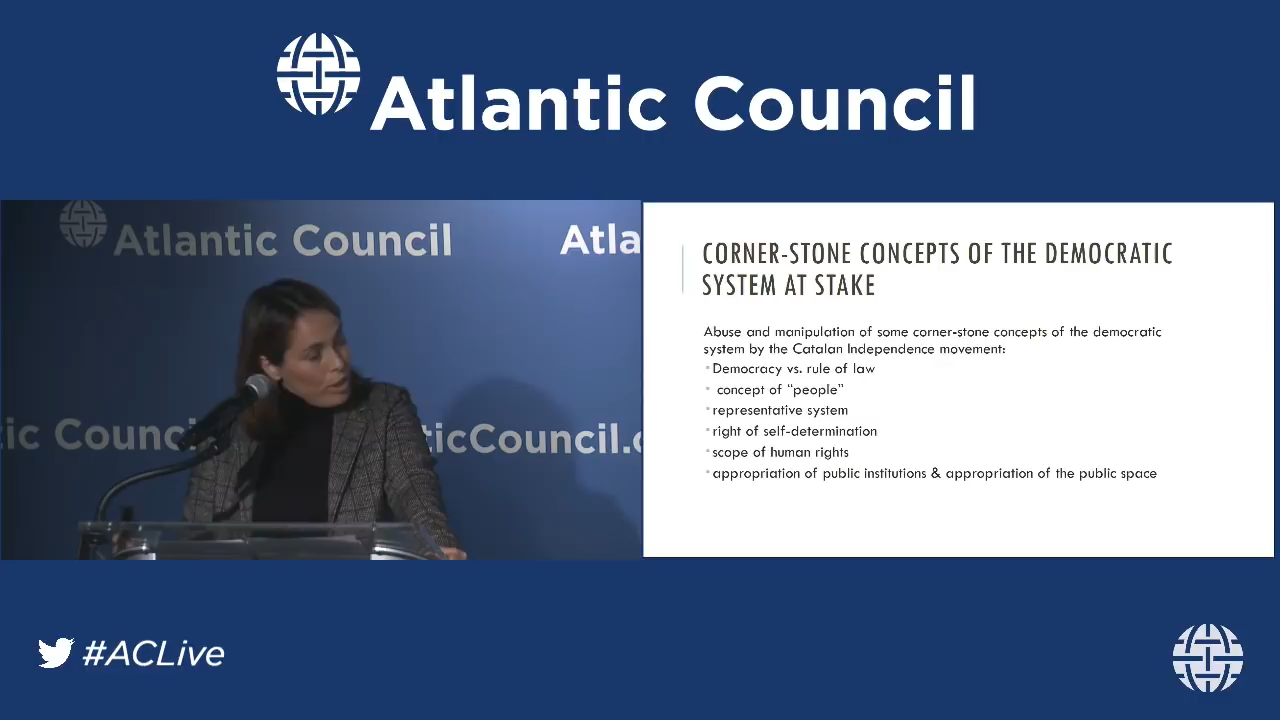 Atlantic Council
Atlantic Council
Atla
tic Counci
ticCouncil.
CORNER-STONE CONCEPTS OF THE DEMOCRATIC
SYSTEM AT STAKE
Abuse and manipulation of some corner-stone concepts of the democratic
system by the Catalan Independence movement:
▪Democracy vs. rule of law
▪ concept of “people”
▪representative system
▪right of self-determination
▪scope of human rights
▪appropriation of public institutions & appropriation of the public space
#ACLive